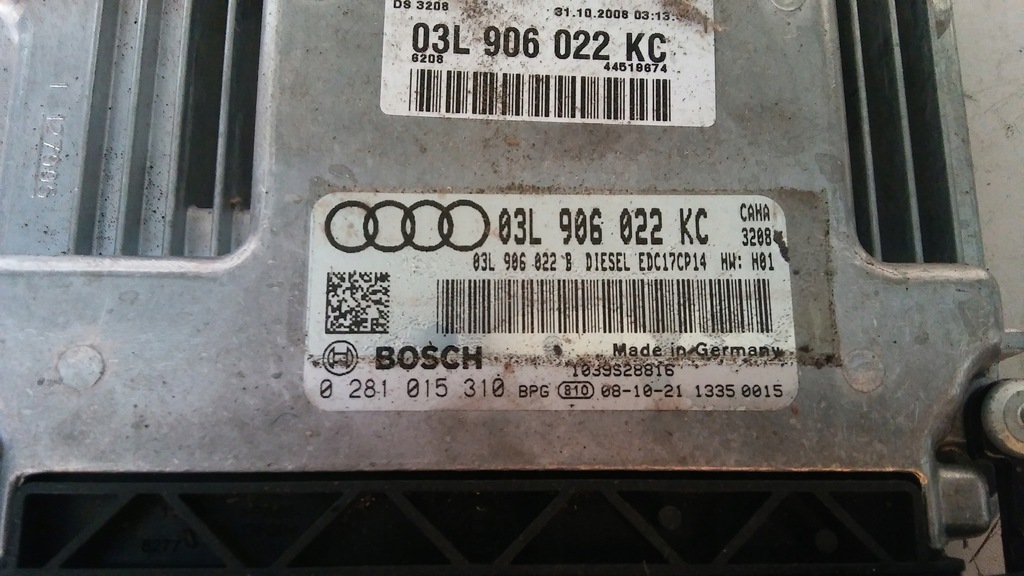 DS 3208 31.10.2008 03:13:
03L 906 022 KC
6208 44519674
03L 906 022 KC CAHA
3208
03L 906 022 B DIESEL EDC17CP14 HW: H01
BOSCH Made in Germany
1039S28816
0 281 015 310 BPG 810 08-10-21 1335 0015